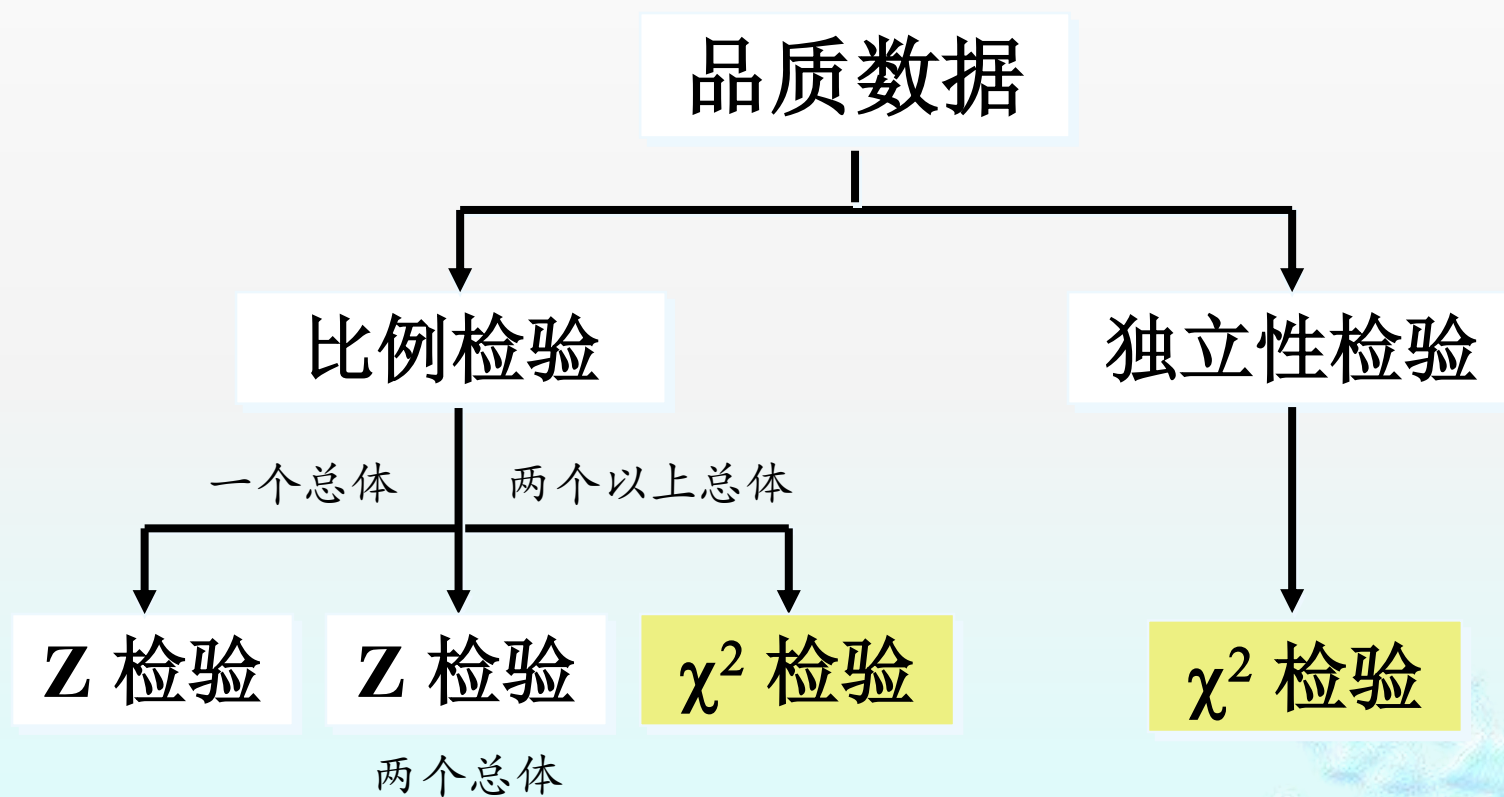 品质数据
比例检验
独立性检验
一个总体
两个以上总体
Z 检验
Z 检验
χ² 检验
χ² 检验
两个总体